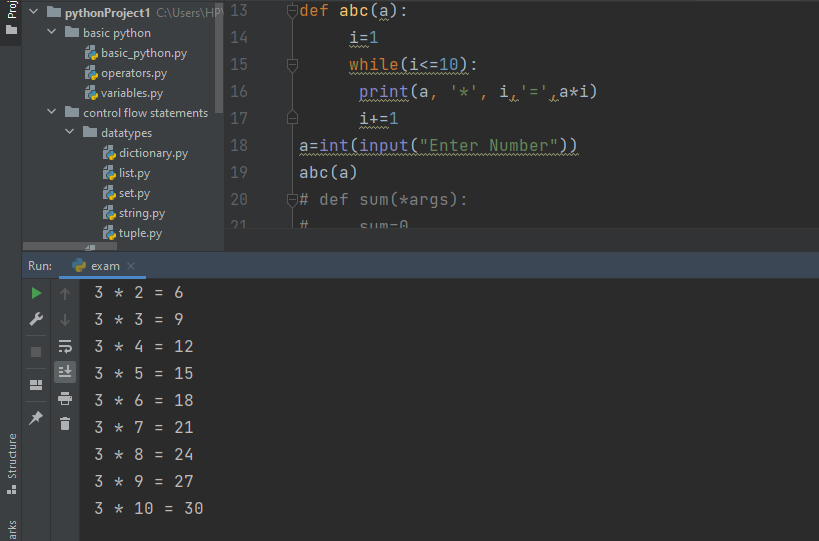 Proj
pythonProject1 C:\Users\HP\
basic python
basic_python.py
operators.py
variables.py
control flow statements
datatypes
dictionary.py
list.py
set.py
string.py
tuple.py
13 def abc(a):
14 i=1
15 while(i<=10):
16 print(a, '*', i,'=',a*i)
17 i+=1
18 a=int(input("Enter Number"))
19 abc(a)
20 # def sum(*args):
21 # sum=0
Run: exam
3 * 2 = 6
3 * 3 = 9
3 * 4 = 12
3 * 5 = 15
3 * 6 = 18
3 * 7 = 21
3 * 8 = 24
3 * 9 = 27
3 * 10 = 30
Structure
arks